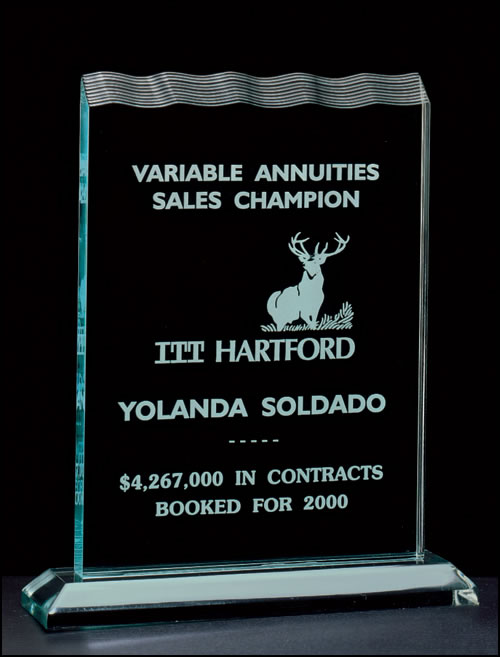 VARIABLE ANNUITIES
SALES CHAMPION
ITT HARTFORD
YOLANDA SOLDADO
-----
$4,267,000 IN CONTRACTS
BOOKED FOR 2000